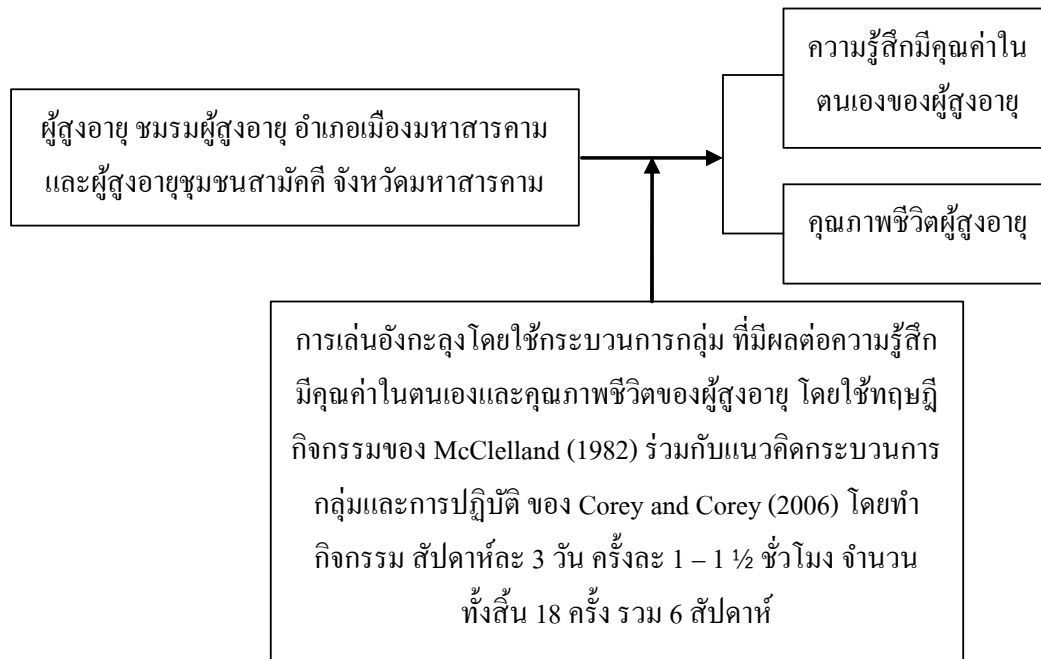 ความรู้สึกมีคุณค่าใน
ตนเองของผู้สูงอายุ
ผู้สูงอายุ ชมรมผู้สูงอายุ อำเภอเมืองมหาสารคาม
และผู้สูงอายุชุมชนสามัคคี จังหวัดมหาสารคาม
คุณภาพชีวิตผู้สูงอายุ
การเล่นอังกะลุงโดยใช้กระบวนการกลุ่ม ที่มีผลต่อความรู้สึก
มีคุณค่าในตนเองและคุณภาพชีวิตของผู้สูงอายุ โดยใช้ทฤษฎี
กิจกรรมของ McClelland (1982) ร่วมกับแนวคิดกระบวนการ
กลุ่มและการปฏิบัติ ของ Corey and Corey (2006) โดยทำ
กิจกรรม สัปดาห์ละ 3 วัน ครั้งละ 1 – 1 ½ ชั่วโมง จำนวน
ทั้งสิ้น 18 ครั้ง รวม 6 สัปดาห์